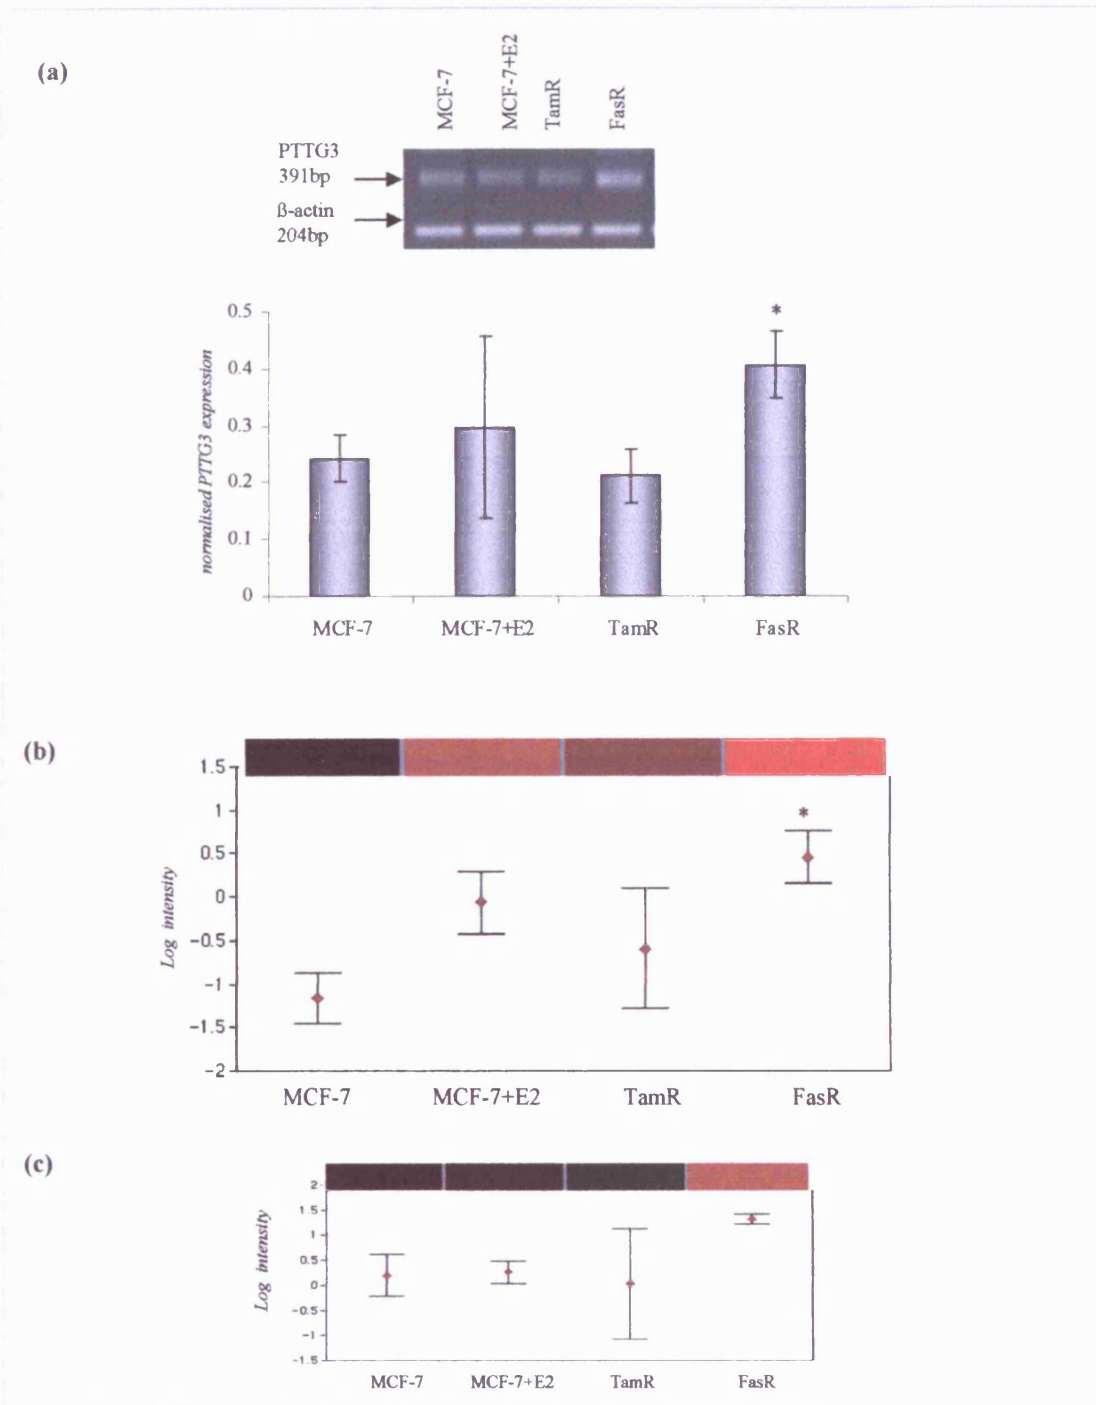 (a)
MCF-7
MCF-7+E2
TamR
FasR
PTTG3
391bp
ß-actin
204bp
normalised PTTG3 expression
0.5
0.4
0.3
0.2
0.1
0
*
MCF-7 MCF-7+E2 TamR FasR
(b)
Log intensity
1.5
1
0.5
0
-0.5
-1
-1.5
-2
*
MCF-7 MCF-7+E2 TamR FasR
(c)
Log intensity
2
1.5
1
0.5
0
-0.5
-1
-1.5
MCF-7 MCF-7+E2 TamR FasR